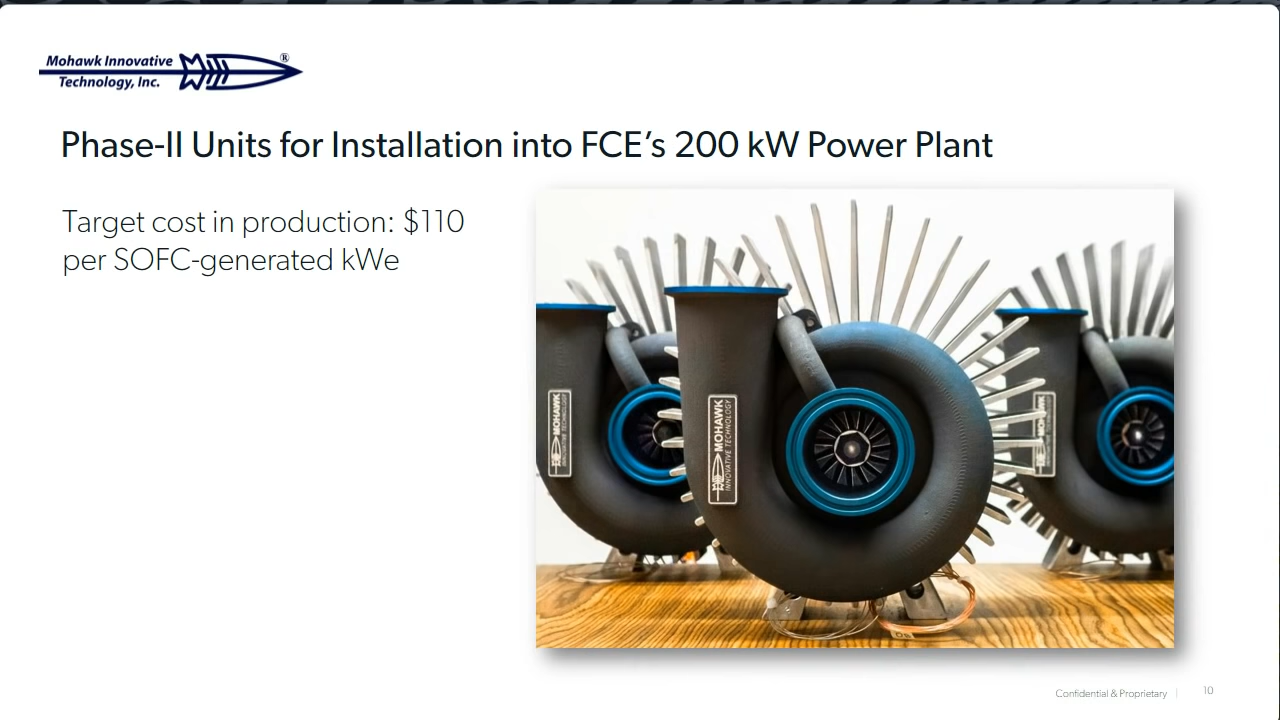 Mohawk Innovative
Technology, Inc.
®
Phase-II Units for Installation into FCE’s 200 kW Power Plant
Target cost in production: $110
per SOFC-generated kWe
MOHAWK
INNOVATIVE TECHNOLOGY
MOHAWK
INNOVATIVE TECHNOLOGY
MOHAWK
Confidential & Proprietary
10